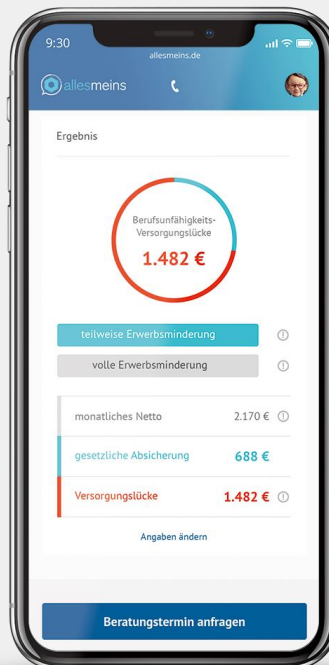 9:30
allesmeins.de
allesmeins
Ergebnis
Berufsunfähigkeits-
Versorgungslücke
1.482 €
teilweise Erwerbsminderung
volle Erwerbsminderung
monatliches Netto 2.170 €
gesetzliche Absicherung 688 €
Versorgungslücke 1.482 €
Angaben ändern
Beratungstermin anfragen